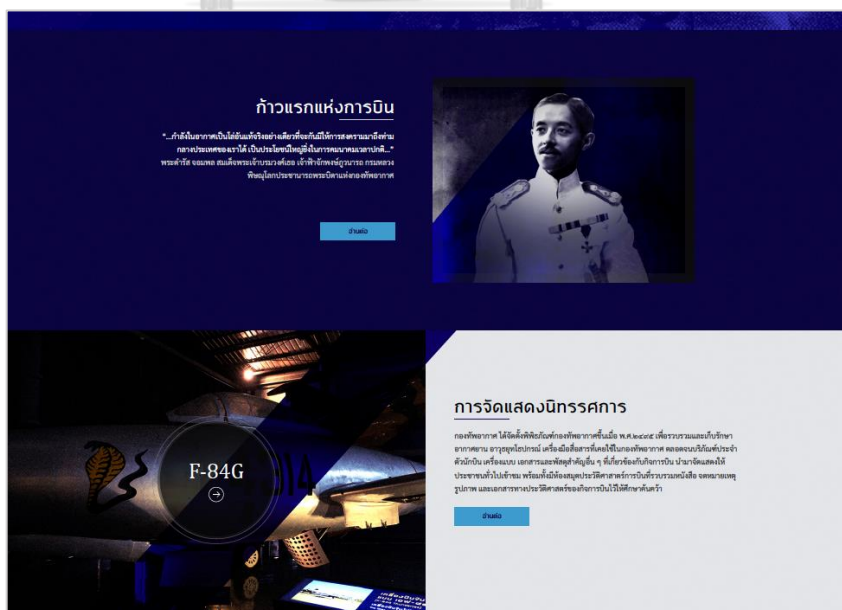 ก้าวแรกแห่งการบิน
"...กำลังในอากาศเป็นโล่อันแท้จริงอย่างเดียวที่จะกันมิให้การสงครามมาถึงท่าม
กลางประเทศของเราได้ เป็นประโยชน์ใหญ่ยิ่งในการคมนาคมเวลาปกติ..."
พระดำรัส จอมพล สมเด็จพระเจ้าบรมวงศ์เธอ เจ้าฟ้าจักรพงษ์ภูวนารถ กรมหลวง
พิษณุโลกประชานารถพระบิดาแห่งกองทัพอากาศ
อ่านต่อ
F-84G
14
การจัดแสดงนิทรรศการ
กองทัพอากาศ ได้จัดตั้งพิพิธภัณฑ์กองทัพอากาศขึ้นเมื่อ พ.ศ.๒๔๙๕ เพื่อรวบรวมและเก็บรักษา
อากาศยาน อาวุธยุทโธปกรณ์ เครื่องมือสื่อสารที่เคยใช้ในกองทัพอากาศ ตลอดจนบริภัณฑ์ประจำ
ตัวนักบิน เครื่องแบบ เอกสารและพัสดุสำคัญอื่น ๆ ที่เกี่ยวข้องกับกิจการบิน นำมาจัดแสดงให้
ประชาชนทั่วไปเข้าชม พร้อมทั้งมีห้องสมุดประวัติศาสตร์การบินที่รวบรวมหนังสือ จดหมายเหตุ
รูปภาพ และเอกสารทางประวัติศาสตร์ของกิจการบินไว้ให้ศึกษาค้นคว้า
อ่านต่อ